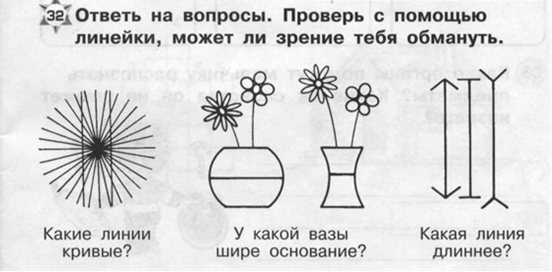 32 Ответь на вопросы. Проверь с помощью
линейки, может ли зрение тебя обмануть.
Какие линии
кривые?
У какой вазы
шире основание?
Какая линия
длиннее?